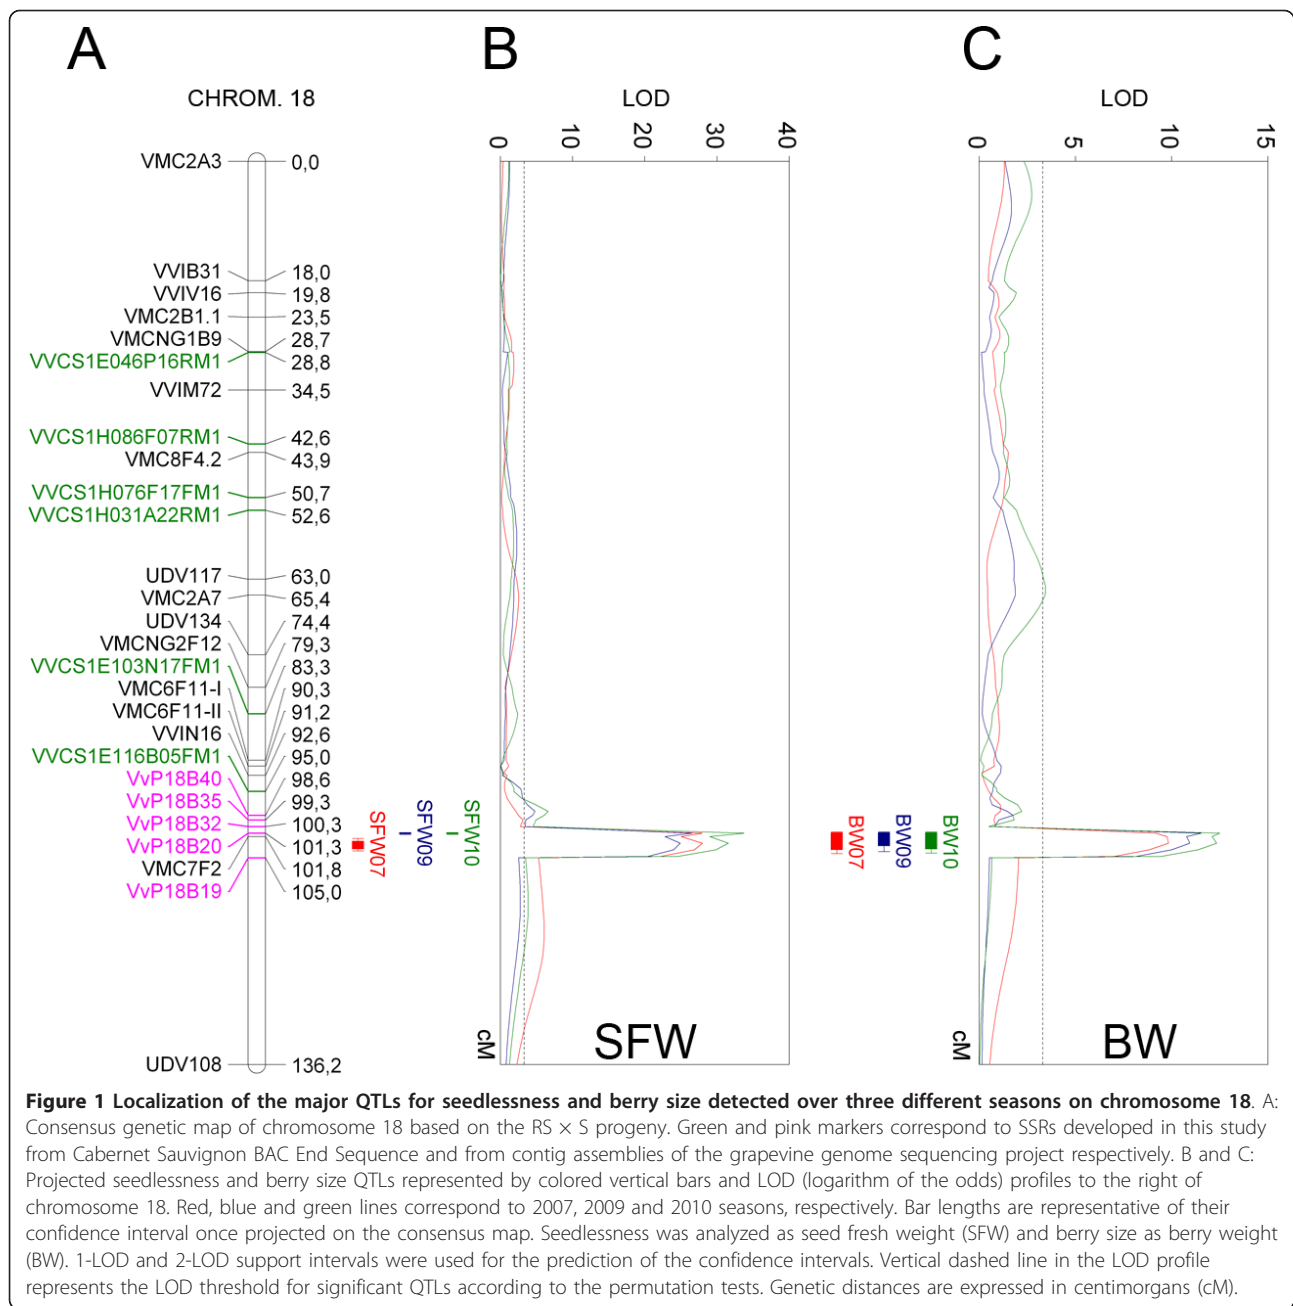 A
B
C
CHROM. 18
LOD
LOD
0
10
20
30
40
0
5
10
15
VMC2A3 0,0
VVIB31 18,0
VVIV16 19,8
VMC2B1.1 23,5
VMCNG1B9 28,7
VVCS1E046P16RM1 28,8
VVIM72 34,5
VVCS1H086F07RM1 42,6
VMC8F4.2 43,9
VVCS1H076F17FM1 50,7
VVCS1H031A22RM1 52,6
UDV117 63,0
VMC2A7 65,4
UDV134 74,4
VMCNG2F12 79,3
VVCS1E103N17FM1 83,3
VMC6F11-I 90,3
VMC6F11-II 91,2
VVIN16 92,6
VVCS1E116B05FM1 95,0
VvP18B40 98,6
VvP18B35 99,3
VvP18B32 100,3
VvP18B20 101,3
VMC7F2 101,8
VvP18B19 105,0
UDV108 136,2
SFW07
SFW09
SFW10
BW07
BW09
BW10
cM
SFW
cM
BW
Figure 1 Localization of the major QTLs for seedlessness and berry size detected over three different seasons on chromosome 18. A:
Consensus genetic map of chromosome 18 based on the RS × S progeny. Green and pink markers correspond to SSRs developed in this study
from Cabernet Sauvignon BAC End Sequence and from contig assemblies of the grapevine genome sequencing project respectively. B and C:
Projected seedlessness and berry size QTLs represented by colored vertical bars and LOD (logarithm of the odds) profiles to the right of
chromosome 18. Red, blue and green lines correspond to 2007, 2009 and 2010 seasons, respectively. Bar lengths are representative of their
confidence interval once projected on the consensus map. Seedlessness was analyzed as seed fresh weight (SFW) and berry size as berry weight
(BW). 1-LOD and 2-LOD support intervals were used for the prediction of the confidence intervals. Vertical dashed line in the LOD profile
represents the LOD threshold for significant QTLs according to the permutation tests. Genetic distances are expressed in centimorgans (cM).